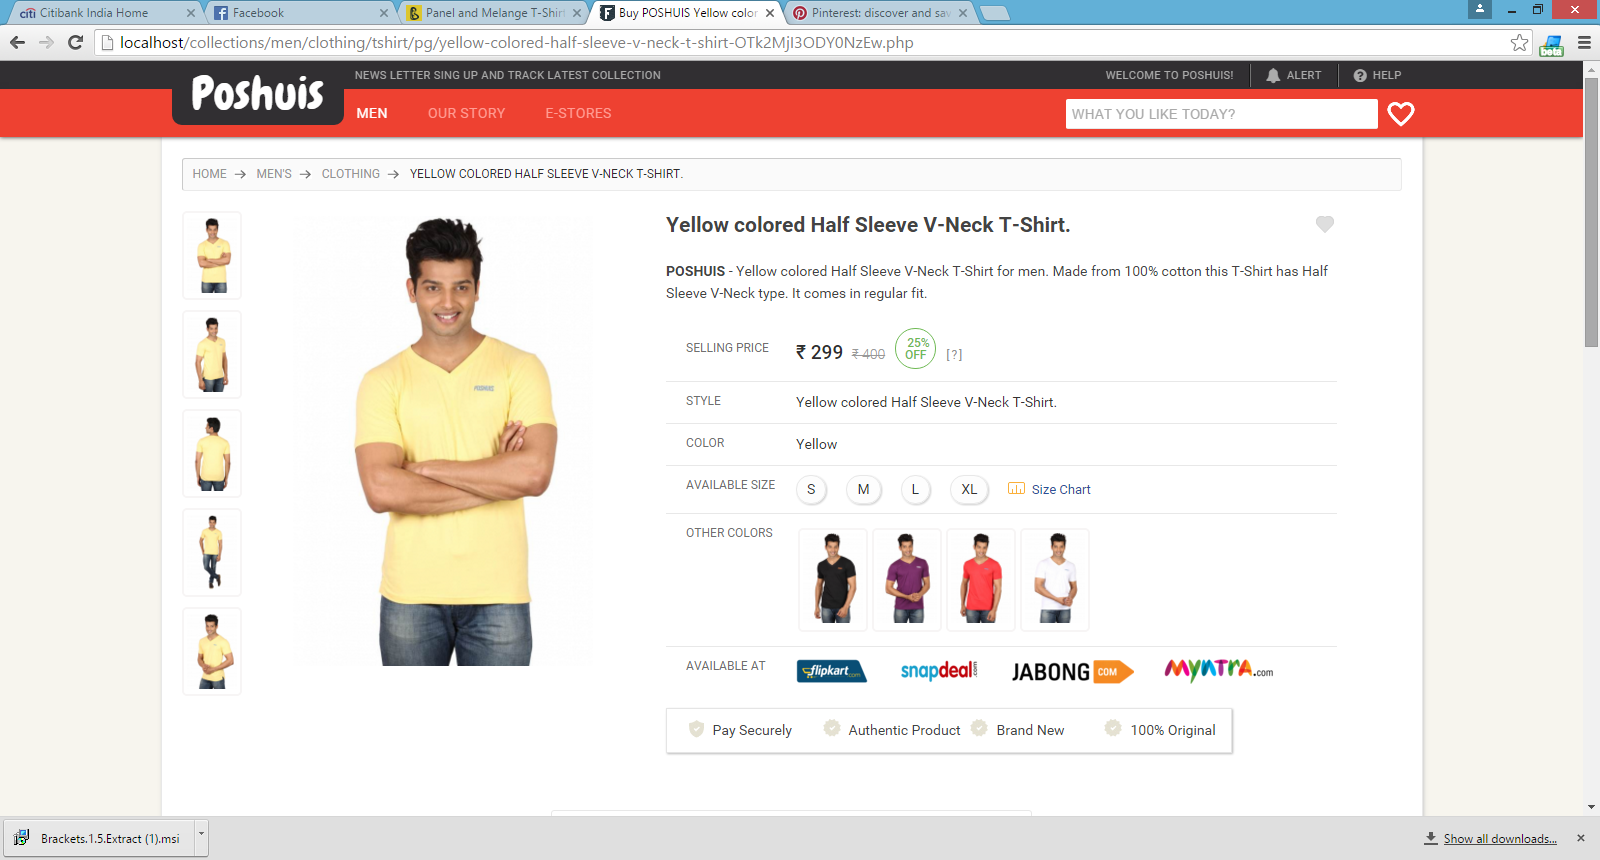 citi Citibank India Home
Facebook
Panel and Melange T-Shirt
Buy POSHUIS Yellow color
Pinterest: discover and sav
localhost/collections/men/clothing/tshirt/pg/yellow-colored-half-sleeve-v-neck-t-shirt-OTk2MjI3ODY0NzEw.php
beta
NEWS LETTER SING UP AND TRACK LATEST COLLECTION
WELCOME TO POSHUIS!
ALERT
HELP
Poshuis
MEN
OUR STORY
E-STORES
WHAT YOU LIKE TODAY?
HOME → MEN'S → CLOTHING → YELLOW COLORED HALF SLEEVE V-NECK T-SHIRT.
Yellow colored Half Sleeve V-Neck T-Shirt.
POSHUIS - Yellow colored Half Sleeve V-Neck T-Shirt for men. Made from 100% cotton this T-Shirt has Half
Sleeve V-Neck type. It comes in regular fit.
SELLING PRICE ₹ 299 ₹ 400 25% OFF [?]
STYLE Yellow colored Half Sleeve V-Neck T-Shirt.
COLOR Yellow
AVAILABLE SIZE S M L XL Size Chart
OTHER COLORS
POSHUIS
AVAILABLE AT flipkart.com snapdeal.com JABONG COM MYNTRA.com
Pay Securely Authentic Product Brand New 100% Original
Brackets.1.5.Extract (1).msi
Show all downloads...